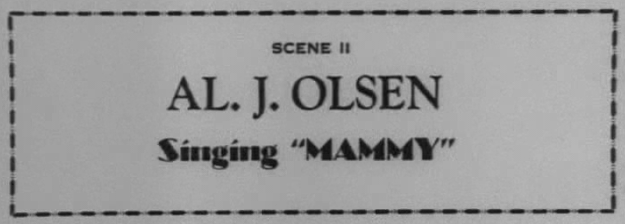 SCENE II
AL. J. OLSEN
Singing "MAMMY"